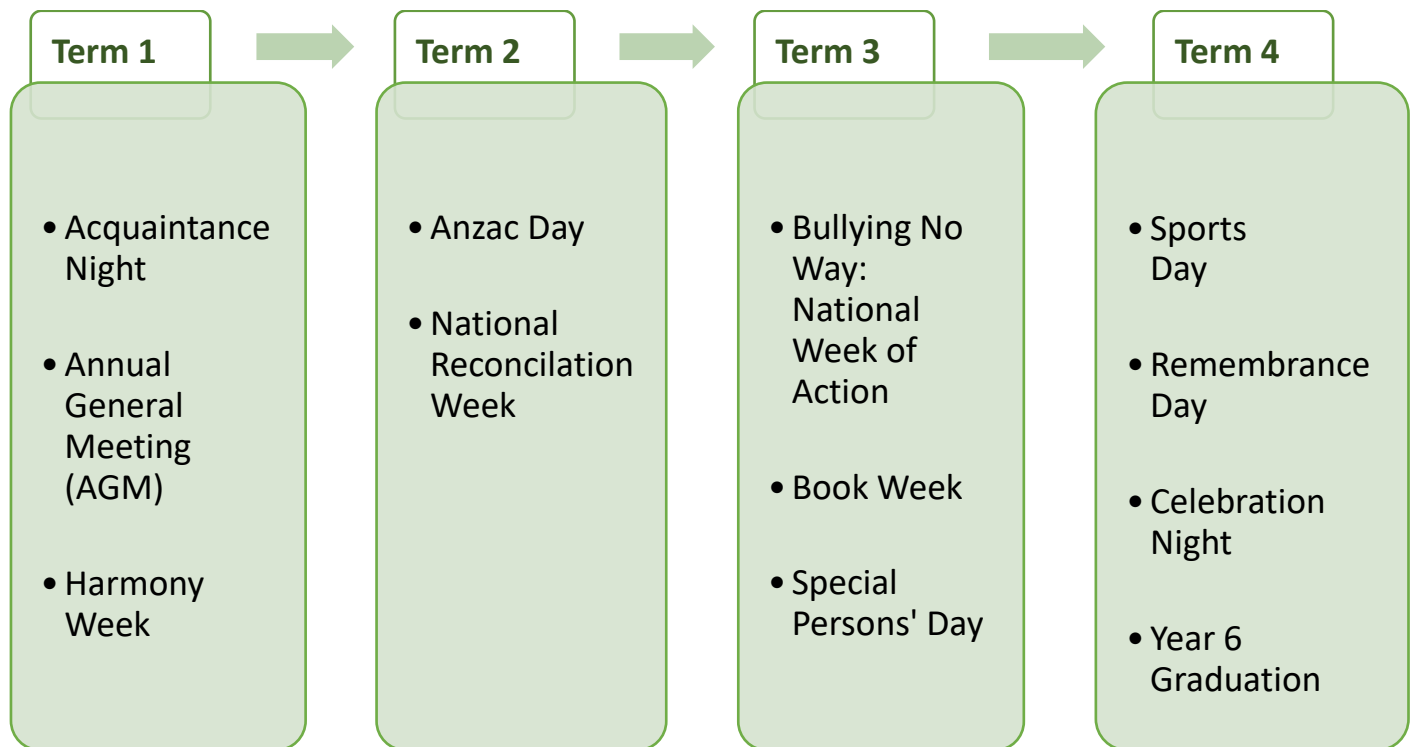 Term 1
• Acquaintance
Night
• Annual
General
Meeting
(AGM)
• Harmony
Week
Term 2
• Anzac Day
• National
Reconcilation
Week
Term 3
• Bullying No
Way:
National
Week of
Action
• Book Week
• Special
Persons' Day
Term 4
• Sports
Day
• Remembrance
Day
• Celebration
Night
• Year 6
Graduation